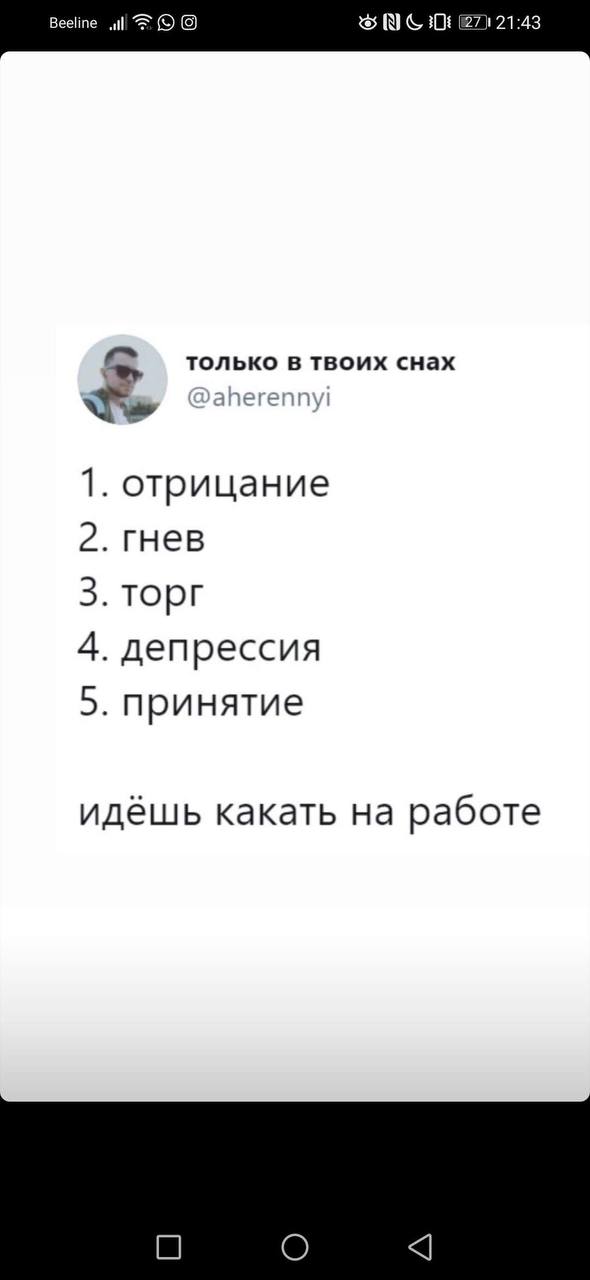 Beeline 27 21:43
только в твоих снах
@aherennyi
1. отрицание
2. гнев
3. торг
4. депрессия
5. принятие
идёшь какать на работе